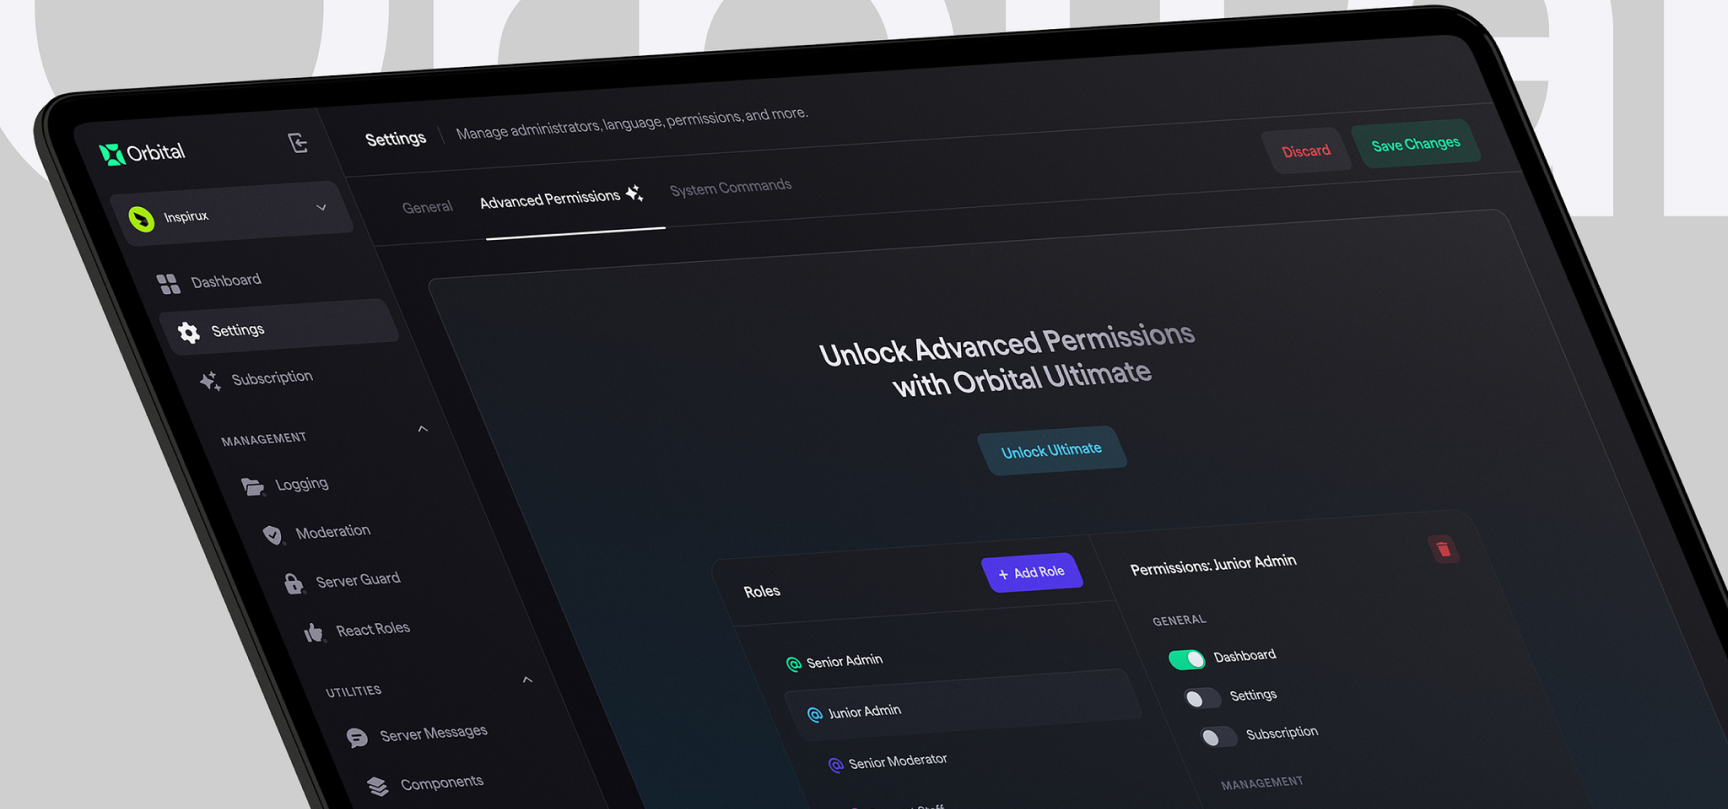 Orbital
Inspirux
Dashboard
Settings
Subscription
MANAGEMENT
Logging
Moderation
Server Guard
React Roles
UTILITIES
Server Messages
Components
Settings
Manage administrators, language, permissions, and more.
General
Advanced Permissions
System Commands
Discard
Save Changes
Unlock Advanced Permissions
with Orbital Ultimate
Unlock Ultimate
Roles
+ Add Role
Senior Admin
Junior Admin
Senior Moderator
Permissions: Junior Admin
GENERAL
Dashboard
Settings
Subscription
MANAGEMENT